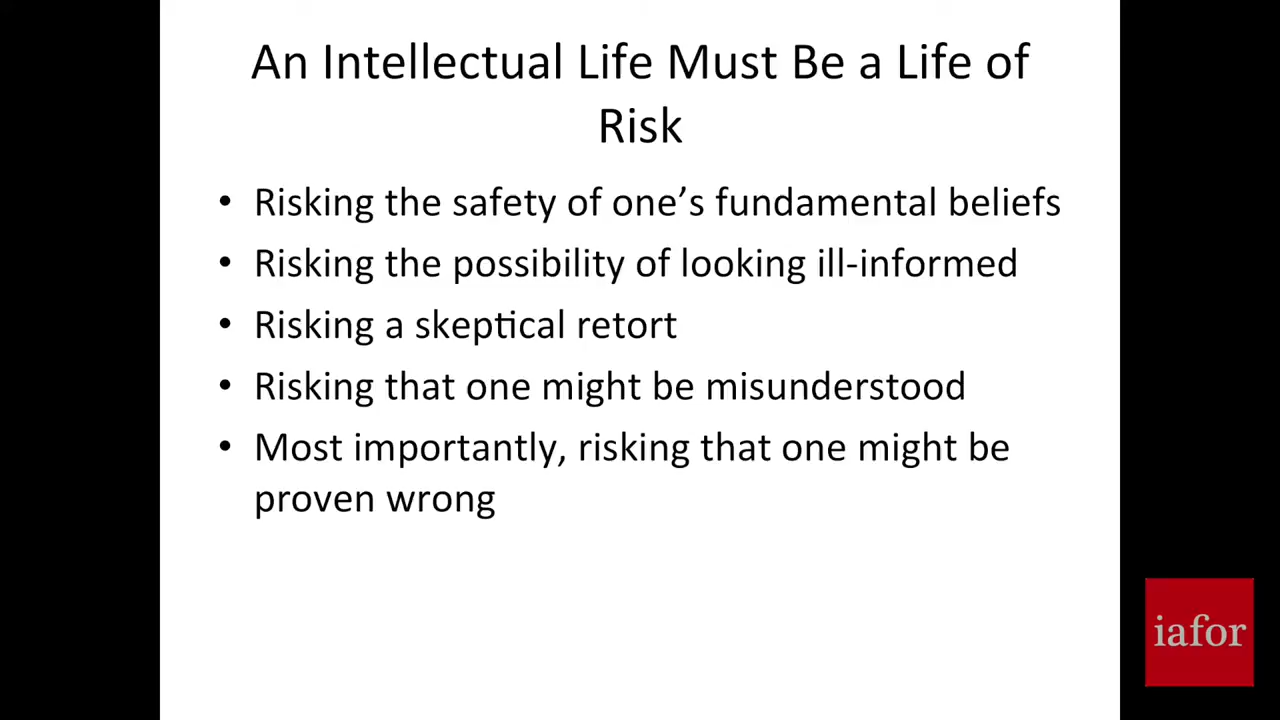 An Intellectual Life Must Be a Life of
Risk
• Risking the safety of one’s fundamental beliefs
• Risking the possibility of looking ill-informed
• Risking a skeptical retort
• Risking that one might be misunderstood
• Most importantly, risking that one might be
proven wrong
iafor